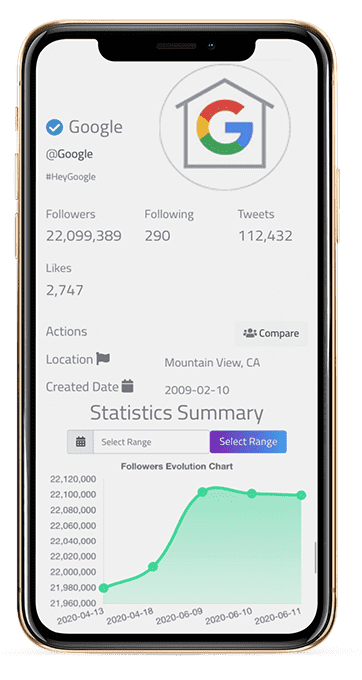 Google
@Google
#HeyGoogle
Followers Following Tweets
22,099,389 290 112,432
Likes
2,747
Actions Compare
Location Mountain View, CA
Created Date 2009-02-10
Statistics Summary
Select Range Select Range
Followers Evolution Chart
22,120,000
22,100,000
22,080,000
22,060,000
22,040,000
22,020,000
22,000,000
21,980,000
21,960,000
2020-04-13 2020-04-18 2020-06-09 2020-06-10 2020-06-11